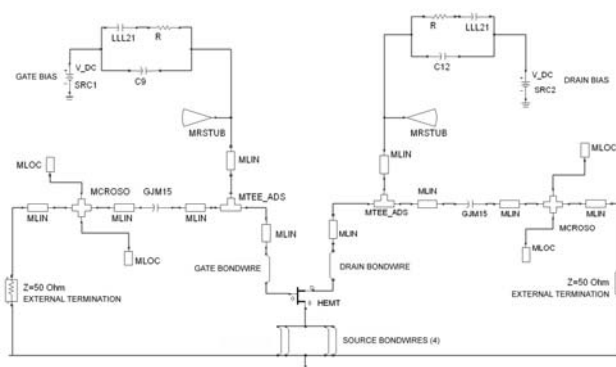 LLL21
R
C9
V_DC
SRC1
GATE BIAS
MRSTUB
MLIN
MLOC
MCROSO
GJM15
MTEE_ADS
MLIN
MLIN
MLIN
MLIN
MLOC
GATE BONDWIRE
Z=50 Ohm
EXTERNAL TERMINATION
R
LLL21
C12
V_DC
SRC2
DRAIN BIAS
MRSTUB
MLIN
MLOC
MTEE_ADS
MLIN
GJM15
MLIN
MCROSO
MLIN
MLIN
MLOC
DRAIN BONDWIRE
HEMT
Z=50 Ohm
EXTERNAL TERMINATION
SOURCE BONDWIRES (4)